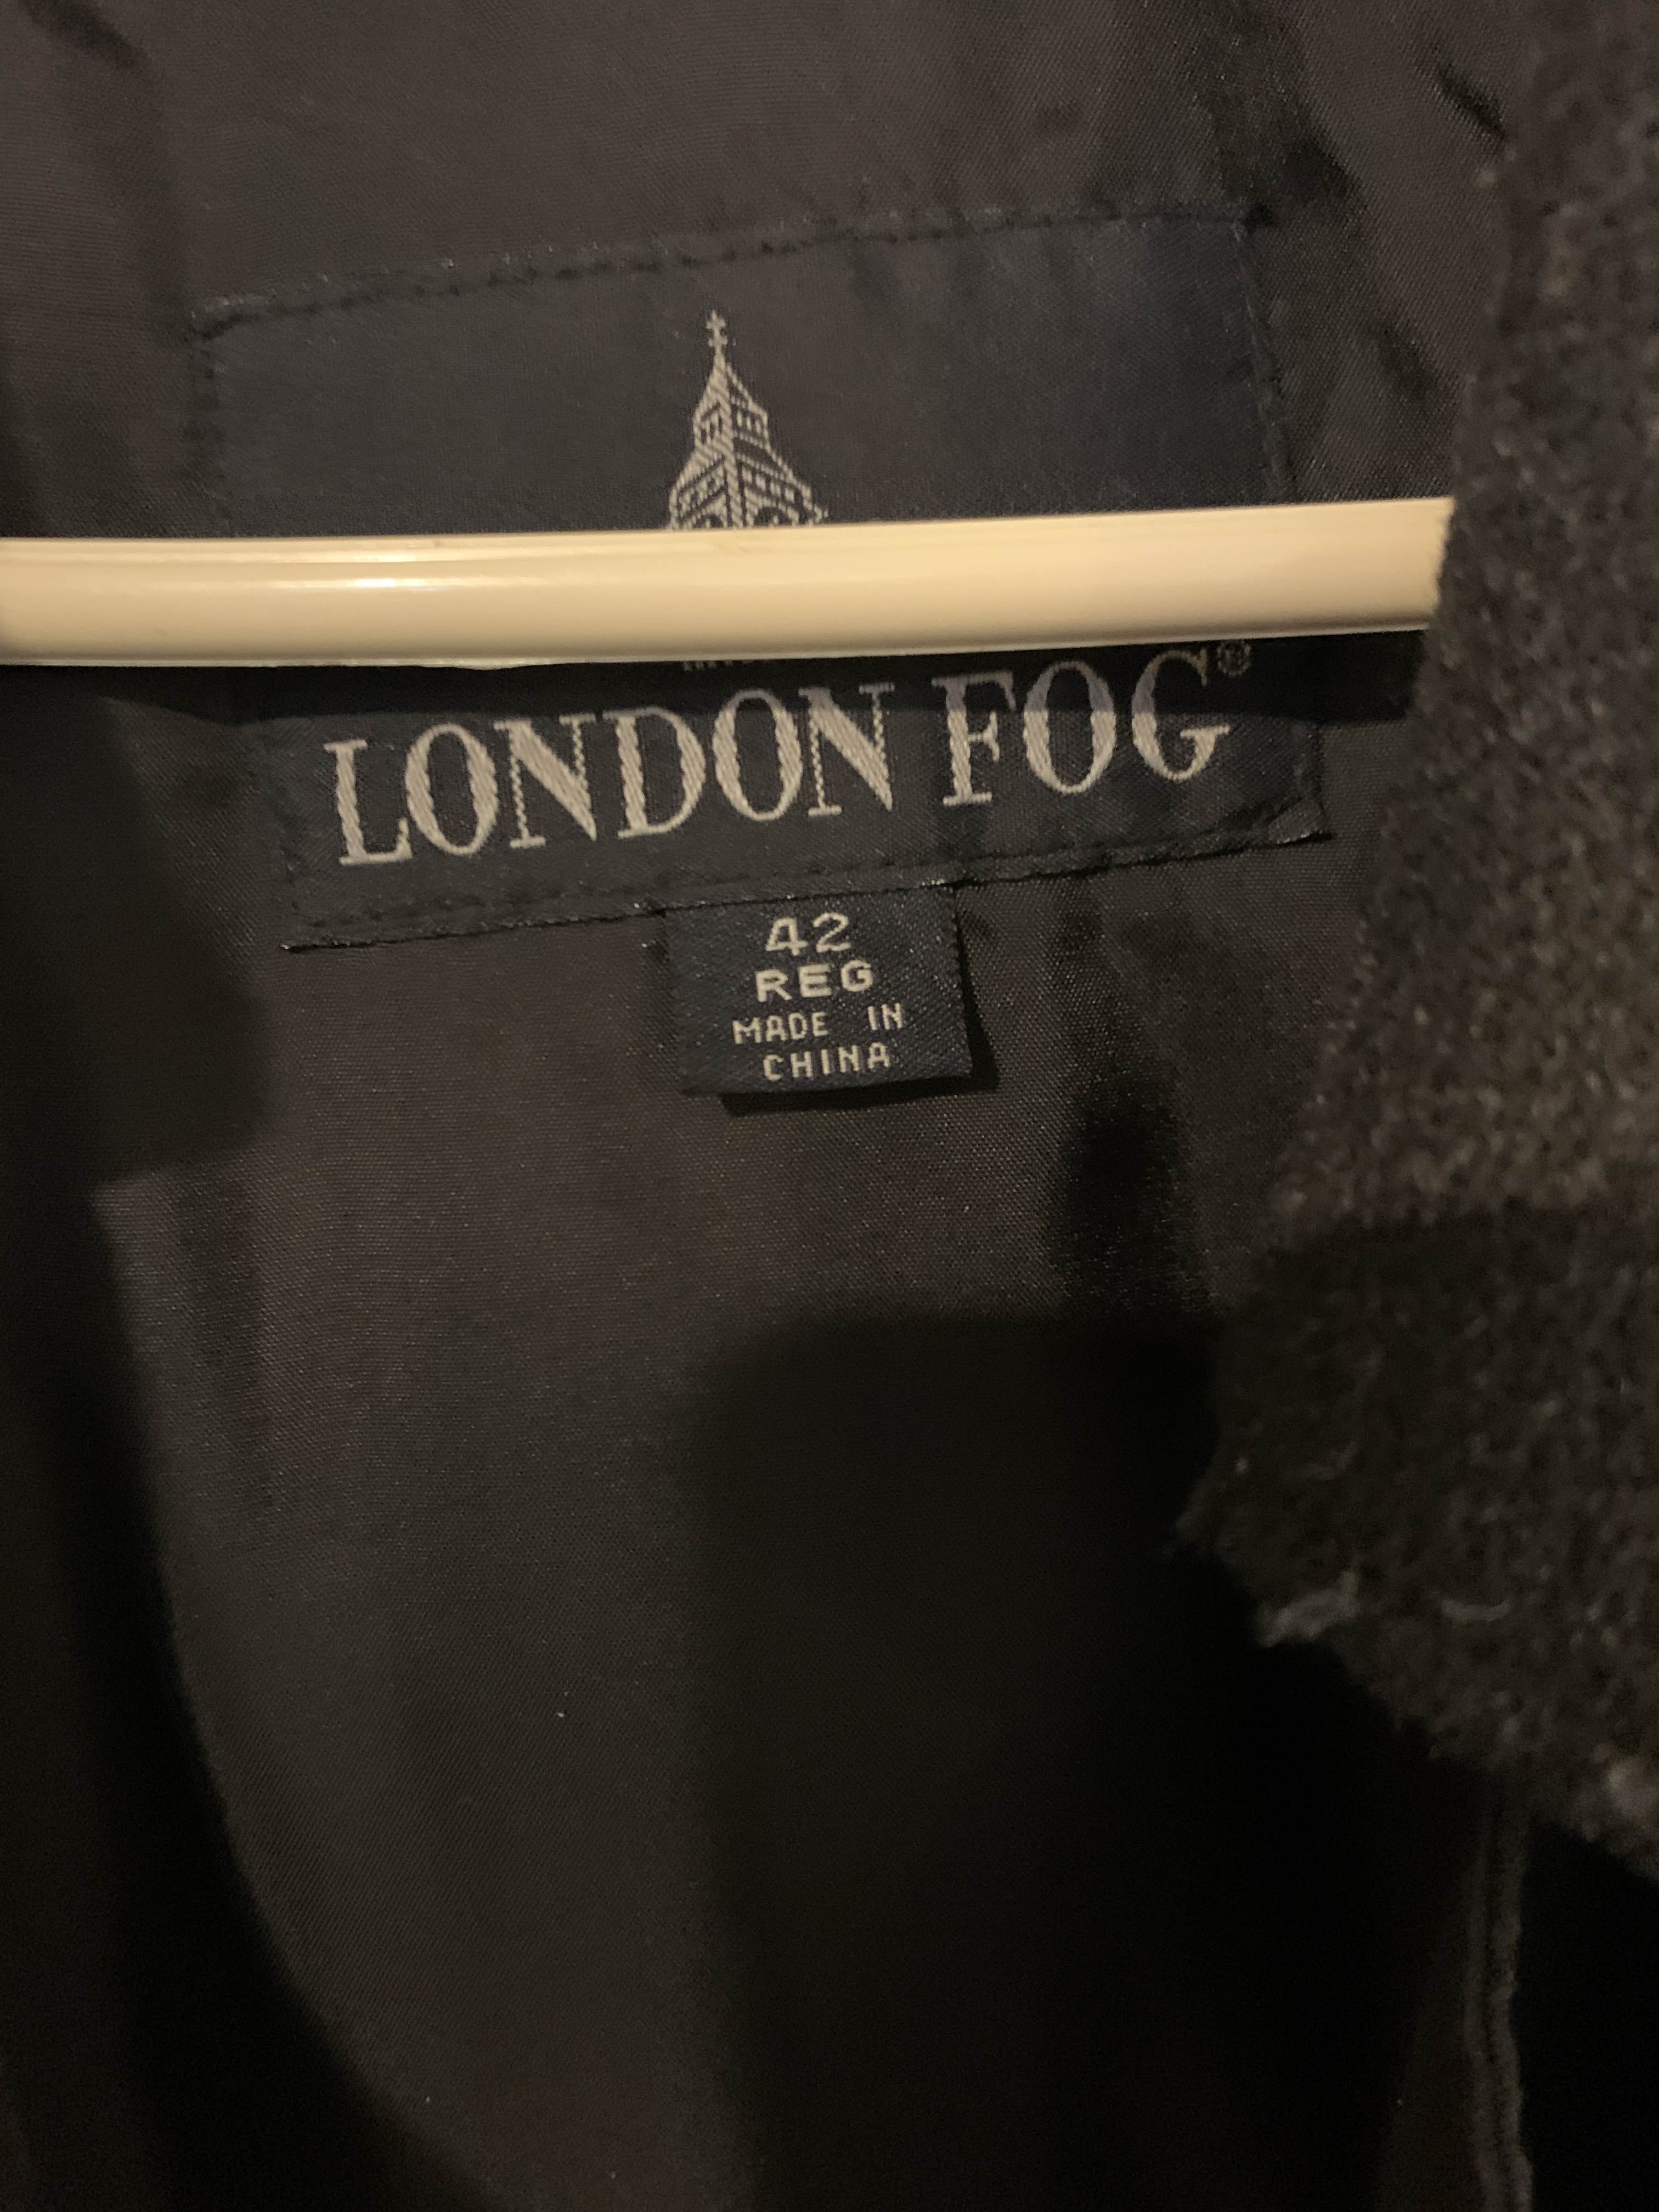 LONDON FOG®
42
REG
MADE IN
CHINA